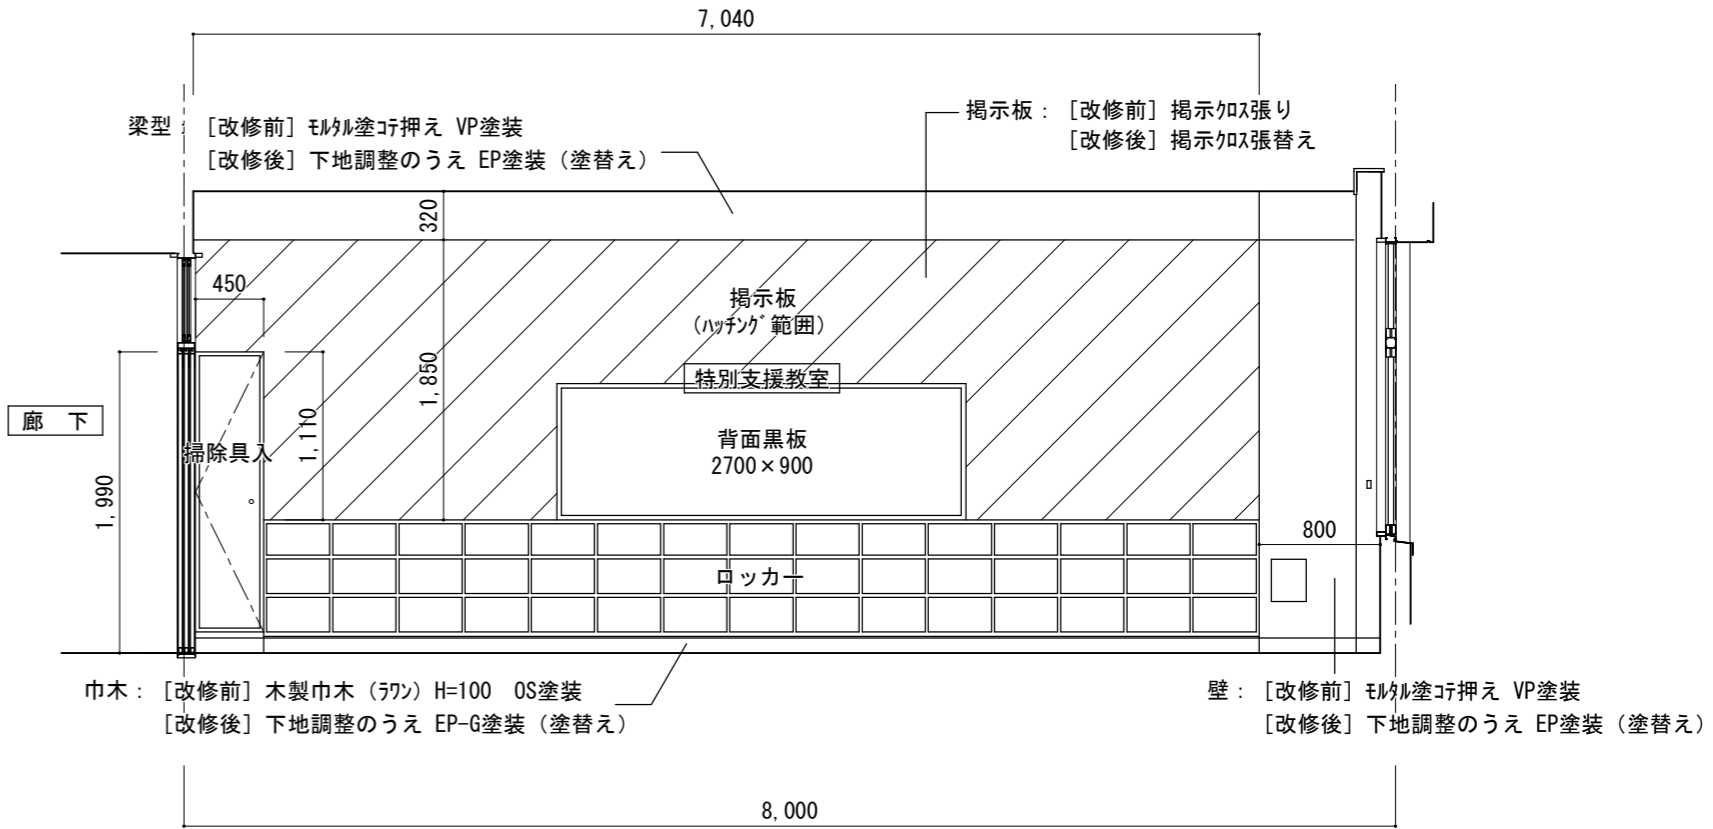 7,040
梁型： [改修前] ﾓﾙﾀﾙ塗ｺﾃ押え VP塗装
[改修後] 下地調整のうえ EP塗装（塗替え）
掲示板： [改修前] 掲示ｸﾛｽ張り
[改修後] 掲示ｸﾛｽ張替え
320
450
掲示板
(ﾊｯﾁﾝｸﾞ範囲)
1,850
特別支援教室
1,110
廊　下
掃除具入
背面黒板
2700×900
1,990
800
ロッカー
巾木： [改修前] 木製巾木（ﾗﾜﾝ）H=100　OS塗装
[改修後] 下地調整のうえ EP-G塗装（塗替え）
壁： [改修前] ﾓﾙﾀﾙ塗ｺﾃ押え VP塗装
[改修後] 下地調整のうえ EP塗装（塗替え）
8,000